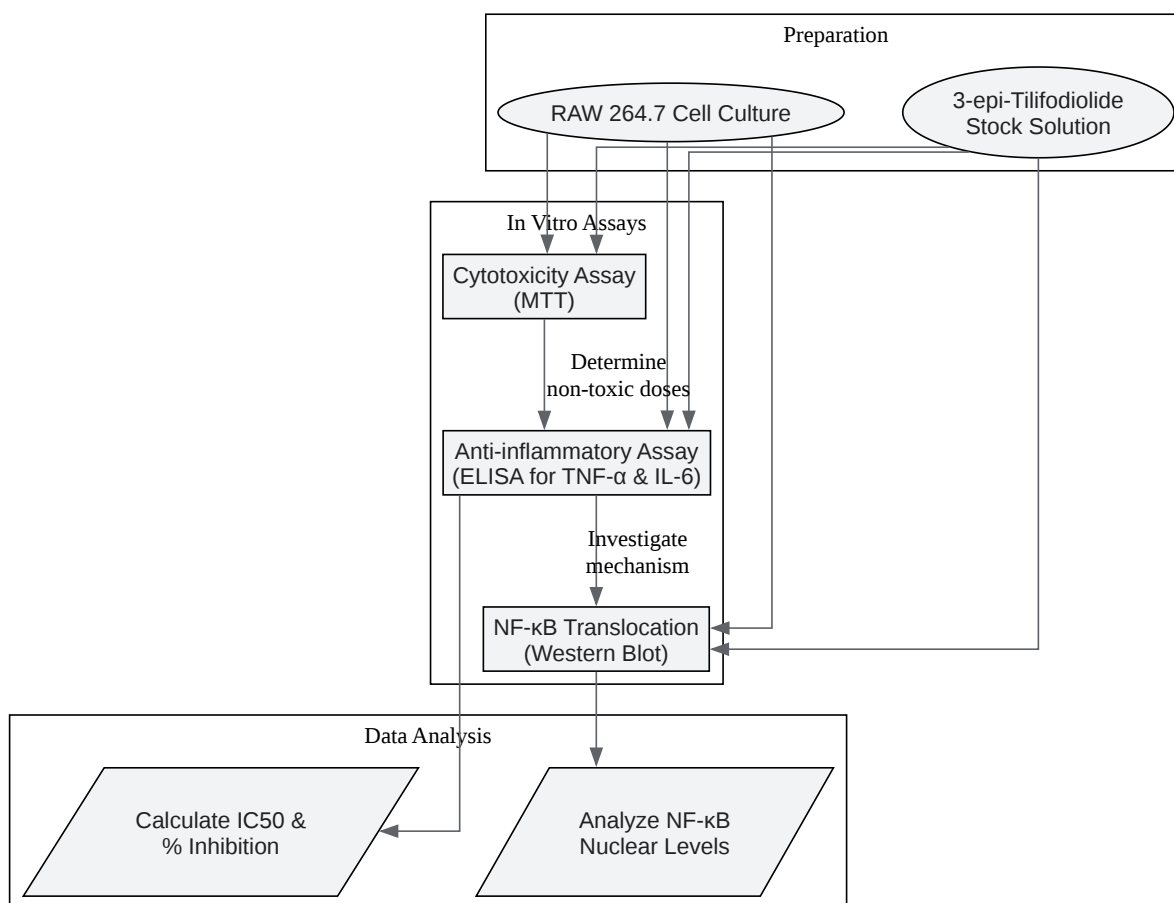 Preparation
RAW 264.7 Cell Culture
3-epi-Tilifodiolide
Stock Solution
In Vitro Assays
Cytotoxicity Assay
(MTT)
Determine
non-toxic doses
Anti-inflammatory Assay
(ELISA for TNF-α & IL-6)
Investigate
mechanism
NF-κB Translocation
(Western Blot)
Data Analysis
Calculate IC50 &
% Inhibition
Analyze NF-κB
Nuclear Levels